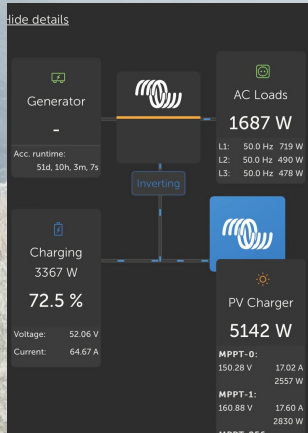 Hide details
Generator
-
Acc. runtime:
51d, 10h, 3m, 7s
AC Loads
1687 W
L1: 50.0 Hz 719 W
L2: 50.0 Hz 490 W
L3: 50.0 Hz 478 W
Inverting
Charging
3367 W
72.5 %
Voltage: 52.06 V
Current: 64.67 A
PV Charger
5142 W
MPPT-0:
150.28 V 17.02 A
2557 W
MPPT-1:
160.88 V 17.60 A
2830 W